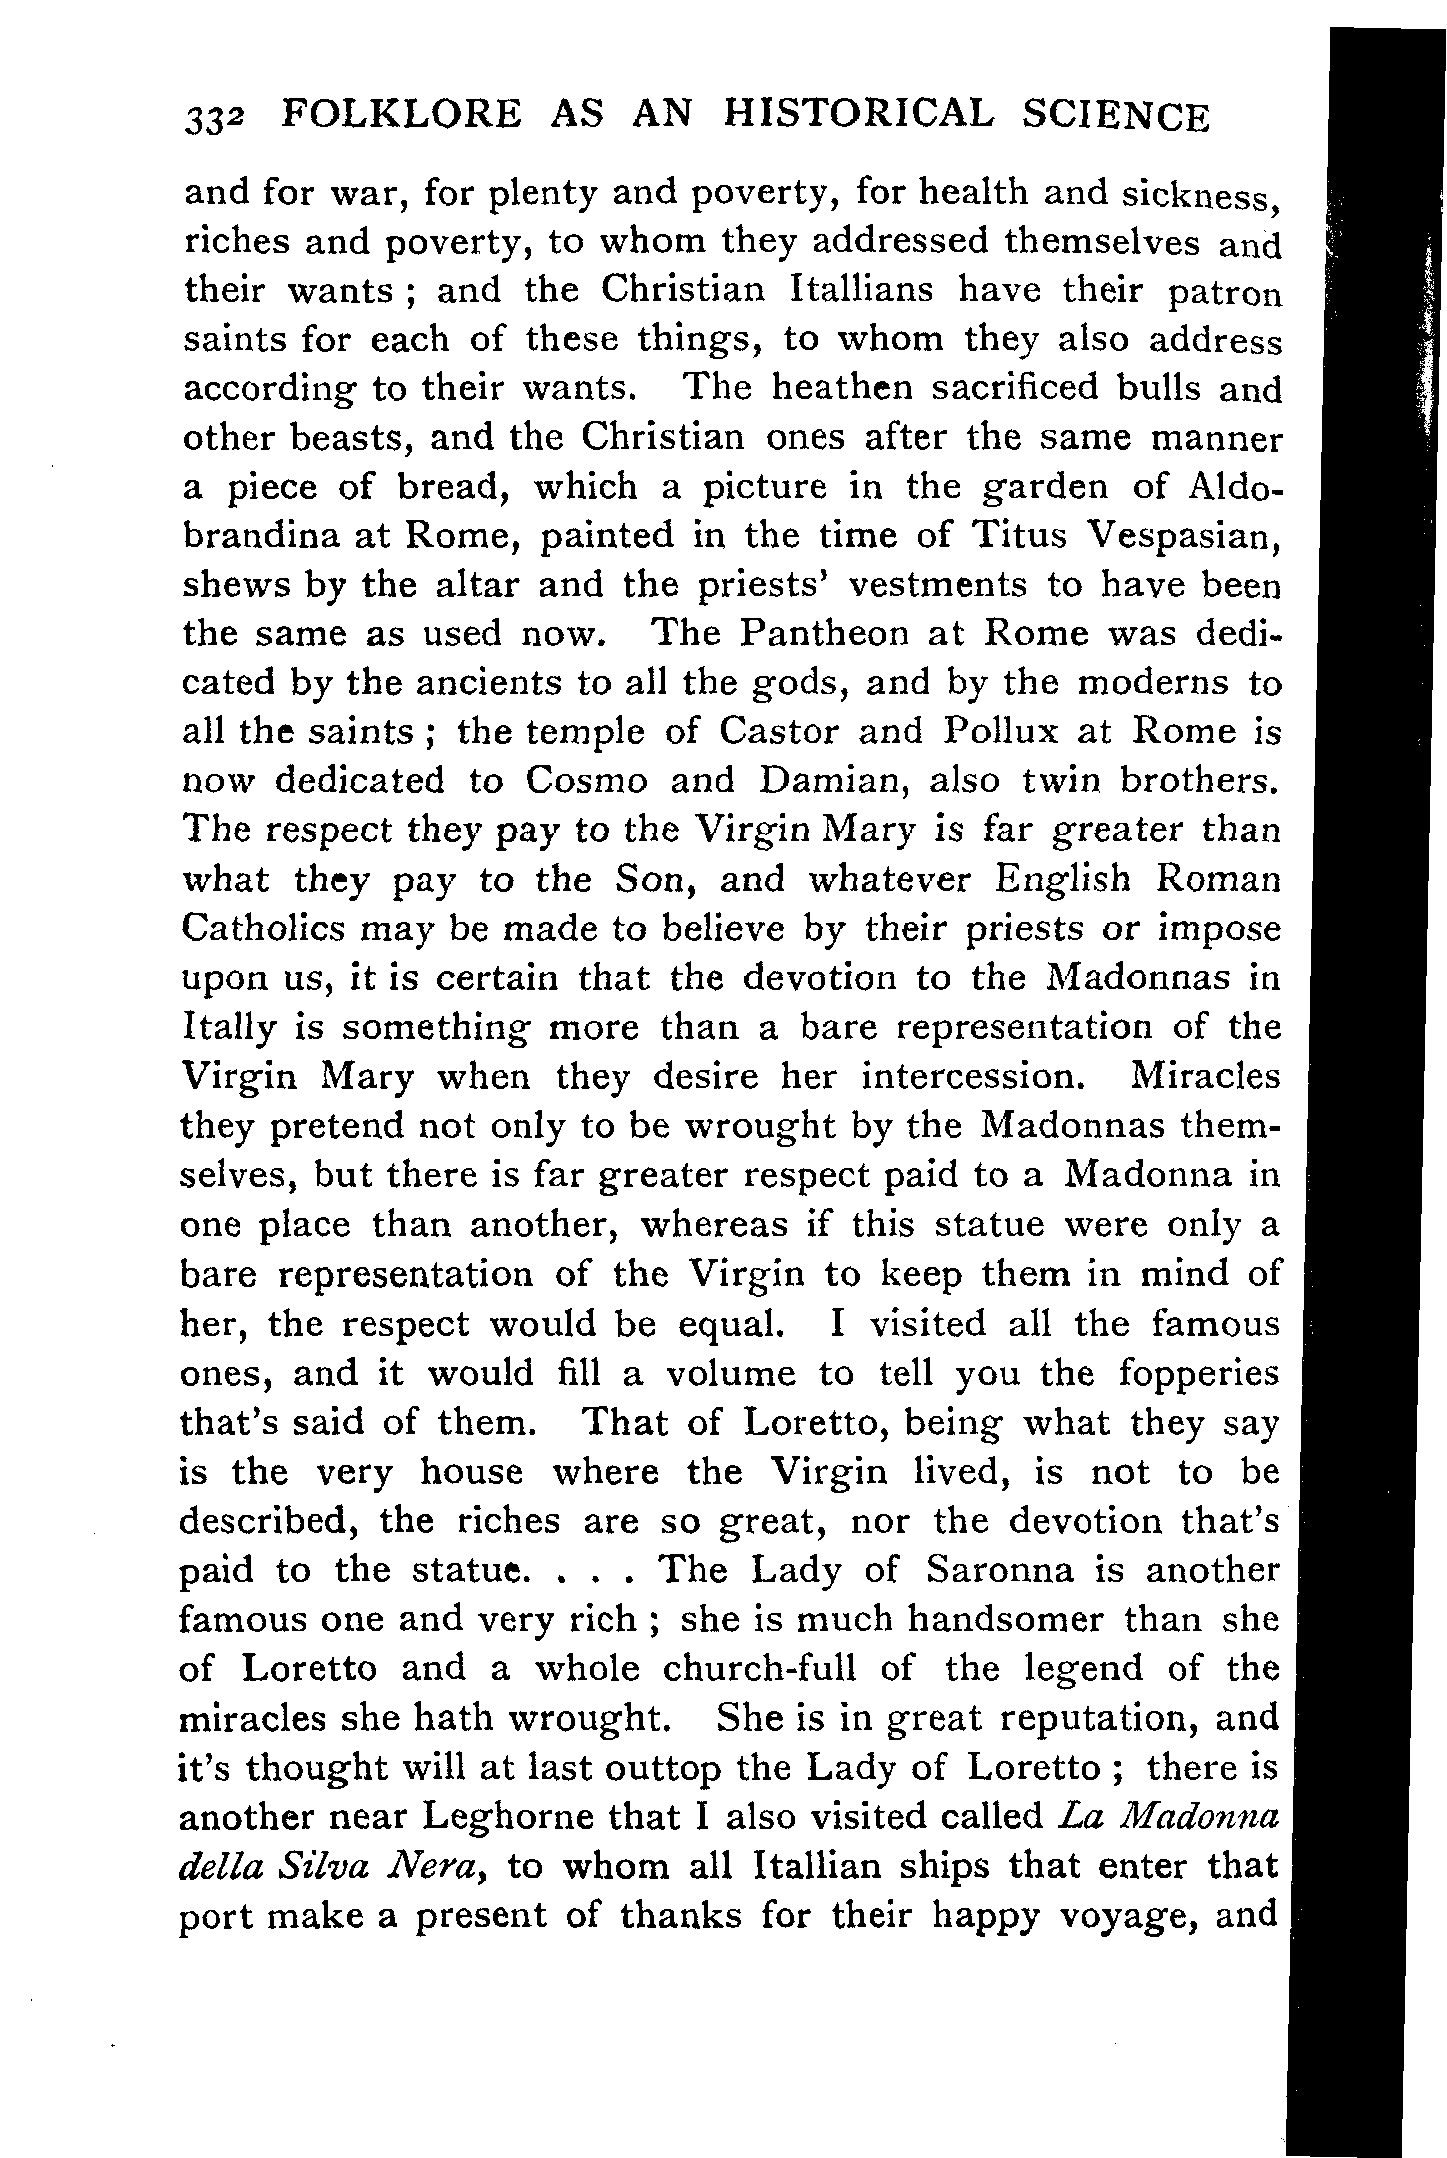 332 FOLKLORE AS AN HISTORICAL SCIENCE
and for war, for plenty and poverty, for health and sickness,
riches and poverty, to whom they addressed themselves and
their wants ; and the Christian Itallians have their patron
saints for each of these things, to whom they also address
according to their wants. The heathen sacrificed bulls and
other beasts, and the Christian ones after the same manner
a piece of bread, which a picture in the garden of Aldo-
brandina at Rome, painted in the time of Titus Vespasian,
shews by the altar and the priests' vestments to have been
the same as used now. The Pantheon at Rome was dedi-
cated by the ancients to all the gods, and by the moderns to
all the saints ; the temple of Castor and Pollux at Rome is
now dedicated to Cosmo and Damian, also twin brothers.
The respect they pay to the Virgin Mary is far greater than
what they pay to the Son, and whatever English Roman
Catholics may be made to believe by their priests or impose
upon us, it is certain that the devotion to the Madonnas in
Itally is something more than a bare representation of the
Virgin Mary when they desire her intercession. Miracles
they pretend not only to be wrought by the Madonnas them-
selves, but there is far greater respect paid to a Madonna in
one place than another, whereas if this statue were only a
bare representation of the Virgin to keep them in mind of
her, the respect would be equal. I visited all the famous
ones, and it would fill a volume to tell you the fopperies
that's said of them. That of Loretto, being what they say
is the very house where the Virgin lived, is not to be
described, the riches are so great, nor the devotion that's
paid to the statue. . . . The Lady of Saronna is another
famous one and very rich ; she is much handsomer than she
of Loretto and a whole church-full of the legend of the
miracles she hath wrought. She is in great reputation, and
it's thought will at last outtop the Lady of Loretto ; there is
another near Leghorne that I also visited called La Madonna
della Silva Nera, to whom all Itallian ships that enter that
port make a present of thanks for their happy voyage, and